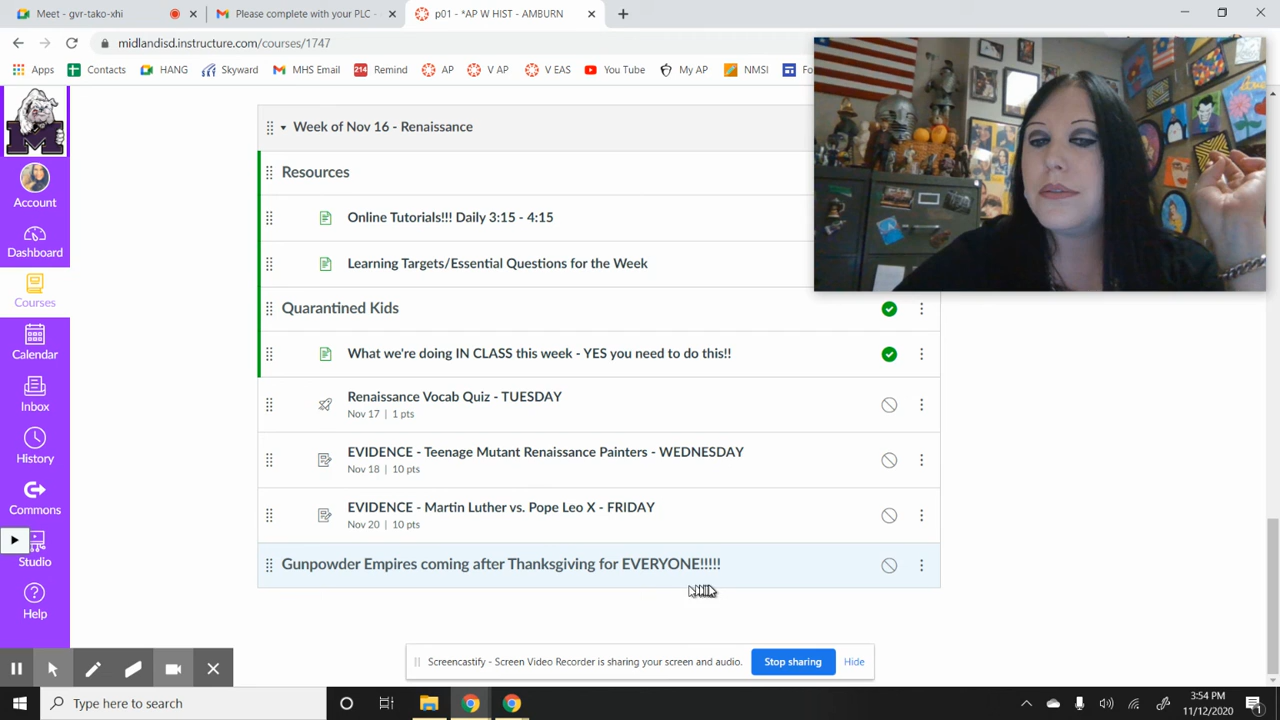 Meet - gvr-tako-xhi
Please complete with your PLC -
p01 - *AP W HIST - AMBURN
midlandisd.instructure.com/courses/1747
Apps
Contacts
HANG
Skyward
MHS Email
214 Remind
AP
V AP
V EAS
You Tube
My AP
NMSI
Fo
M
Account
Dashboard
Courses
Calendar
Inbox
History
Commons
Studio
Help
Week of Nov 16 - Renaissance
Resources
Online Tutorials!!! Daily 3:15 - 4:15
Learning Targets/Essential Questions for the Week
Quarantined Kids
What we're doing IN CLASS this week - YES you need to do this!!
Renaissance Vocab Quiz - TUESDAY
Nov 17 | 1 pts
EVIDENCE - Teenage Mutant Renaissance Painters - WEDNESDAY
Nov 18 | 10 pts
EVIDENCE - Martin Luther vs. Pope Leo X - FRIDAY
Nov 20 | 10 pts
Gunpowder Empires coming after Thanksgiving for EVERYONE!!!!!
Screencastify - Screen Video Recorder is sharing your screen and audio.
Stop sharing
Hide
Type here to search
3:54 PM
11/12/2020
1